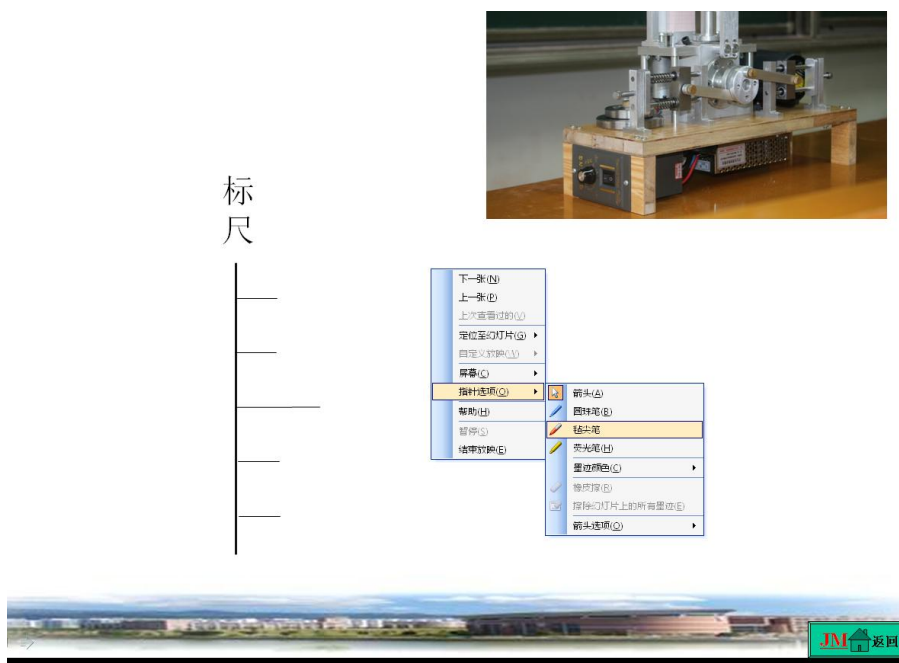 标
尺
下一张(N)
上一张(P)
上次查看过的(V)
定位至幻灯片(G)
自定义放映(W)
屏幕(C)
指针选项(O)
帮助(H)
暂停(S)
结束放映(E)
箭头(A)
圆珠笔(B)
毡尖笔
荧光笔(H)
墨迹颜色(C)
橡皮擦(R)
擦除幻灯片上的所有墨迹(E)
箭头选项(O)
JM 返回